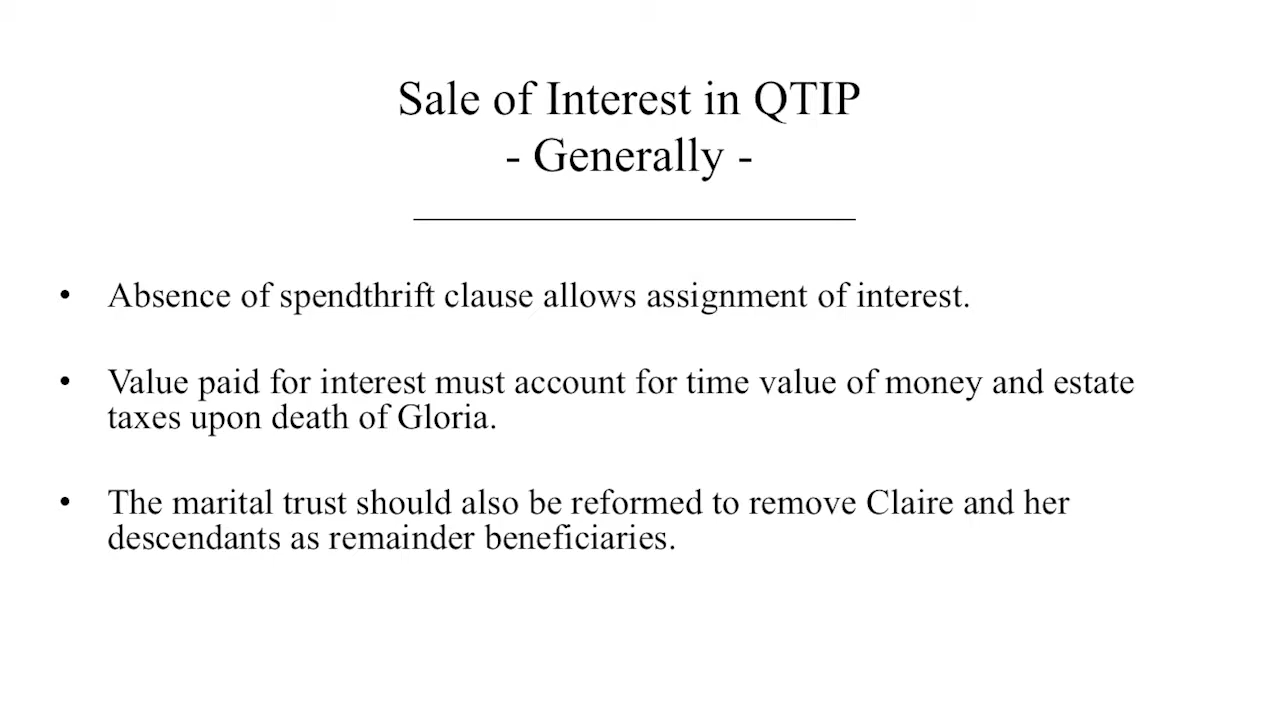 Sale of Interest in QTIP
- Generally -
• Absence of spendthrift clause allows assignment of interest.
• Value paid for interest must account for time value of money and estate
taxes upon death of Gloria.
• The marital trust should also be reformed to remove Claire and her
descendants as remainder beneficiaries.